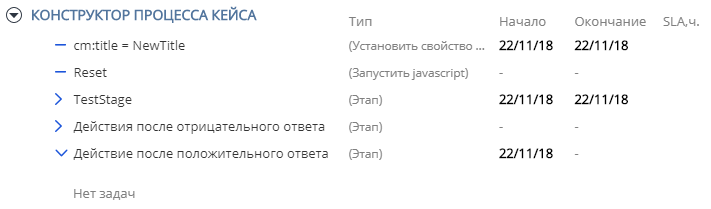 КОНСТРУКТОР ПРОЦЕССА КЕЙСА Тип Начало Окончание SLA,ч.
cm:title = NewTitle (Установить свойство ... 22/11/18 22/11/18
Reset (Запустить javascript) - -
TestStage (Этап) 22/11/18 22/11/18
Действия после отрицательного ответа (Этап) - -
Действие после положительного ответа (Этап) 22/11/18 -
Нет задач